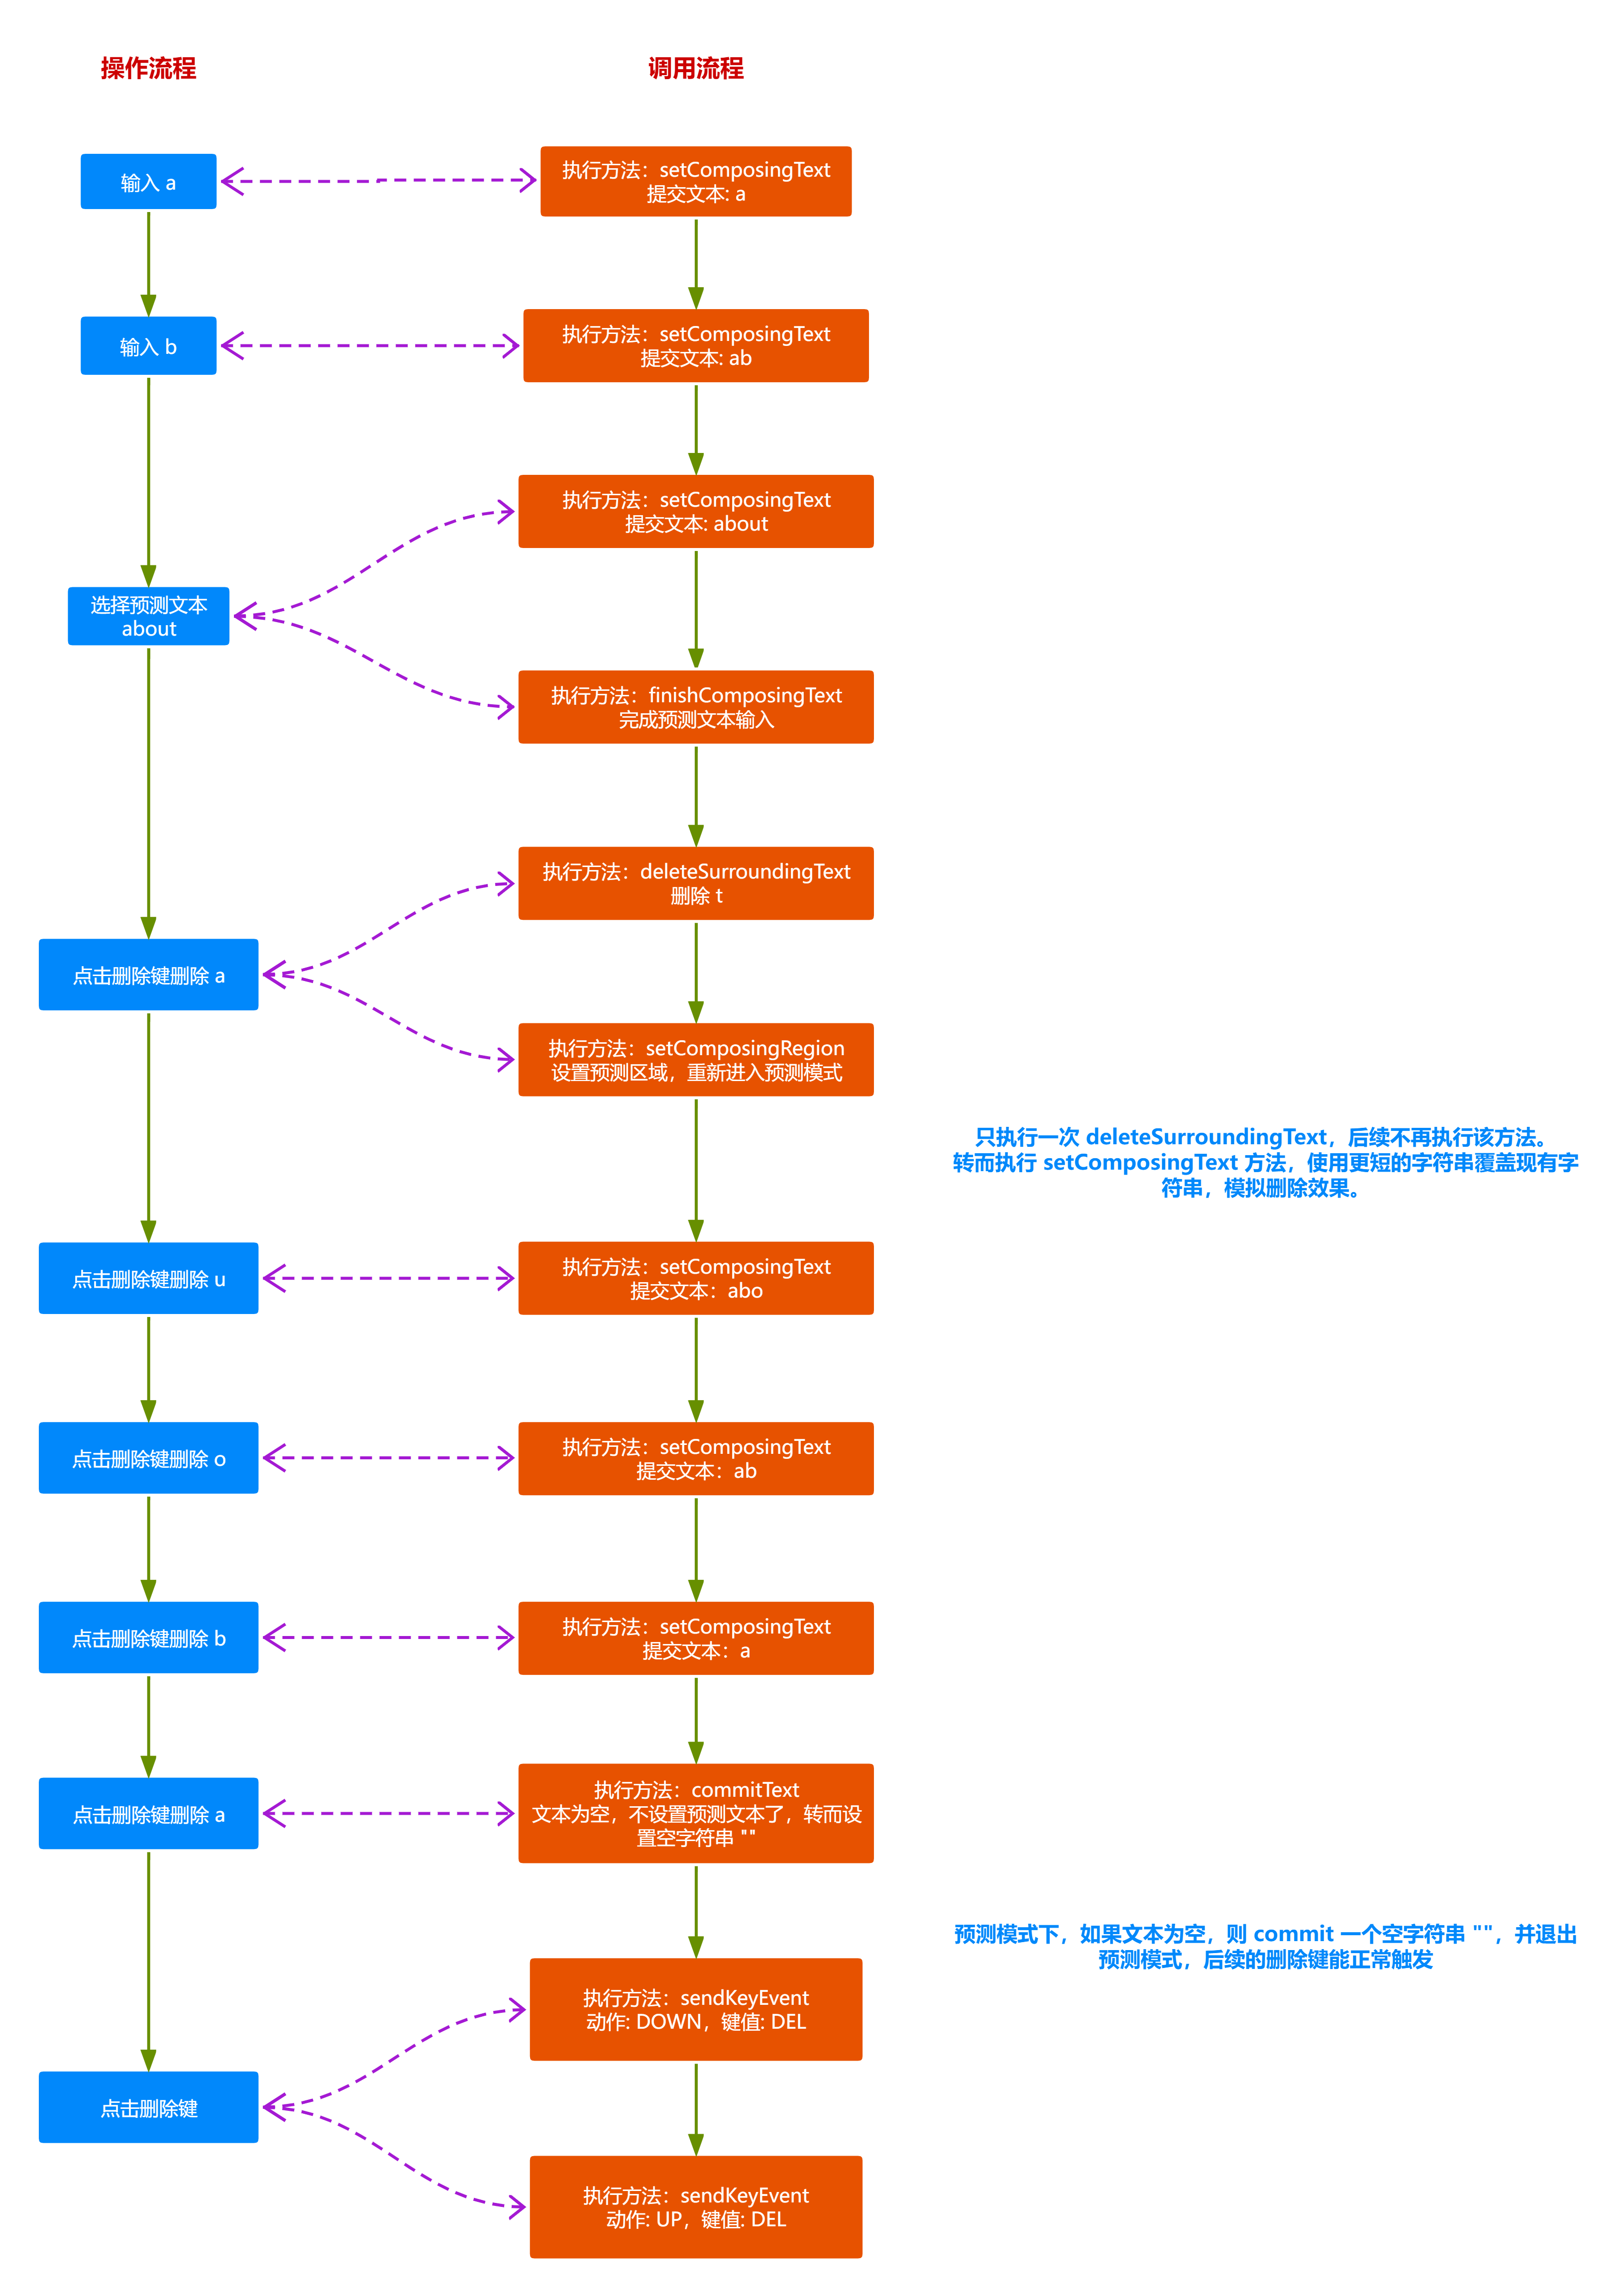 操作流程
调用流程
输入 a
执行方法：setComposingText
提交文本: a
输入 b
执行方法：setComposingText
提交文本: ab
执行方法：setComposingText
提交文本: about
选择预测文本
about
执行方法：finishComposingText
完成预测文本输入
执行方法：deleteSurroundingText
删除 t
点击删除键删除 a
执行方法：setComposingRegion
设置预测区域，重新进入预测模式
只执行一次 deleteSurroundingText，后续不再执行该方法。
转而执行 setComposingText 方法，使用更短的字符串覆盖现有字
符串，模拟删除效果。
点击删除键删除 u
执行方法：setComposingText
提交文本：abo
点击删除键删除 o
执行方法：setComposingText
提交文本：ab
点击删除键删除 b
执行方法：setComposingText
提交文本：a
点击删除键删除 a
执行方法：commitText
文本为空，不设置预测文本了，转而设
置空字符串 ""
预测模式下，如果文本为空，则 commit 一个空字符串 ""，并退出
预测模式，后续的删除键能正常触发
执行方法：sendKeyEvent
动作: DOWN，键值: DEL
点击删除键
执行方法：sendKeyEvent
动作: UP，键值: DEL